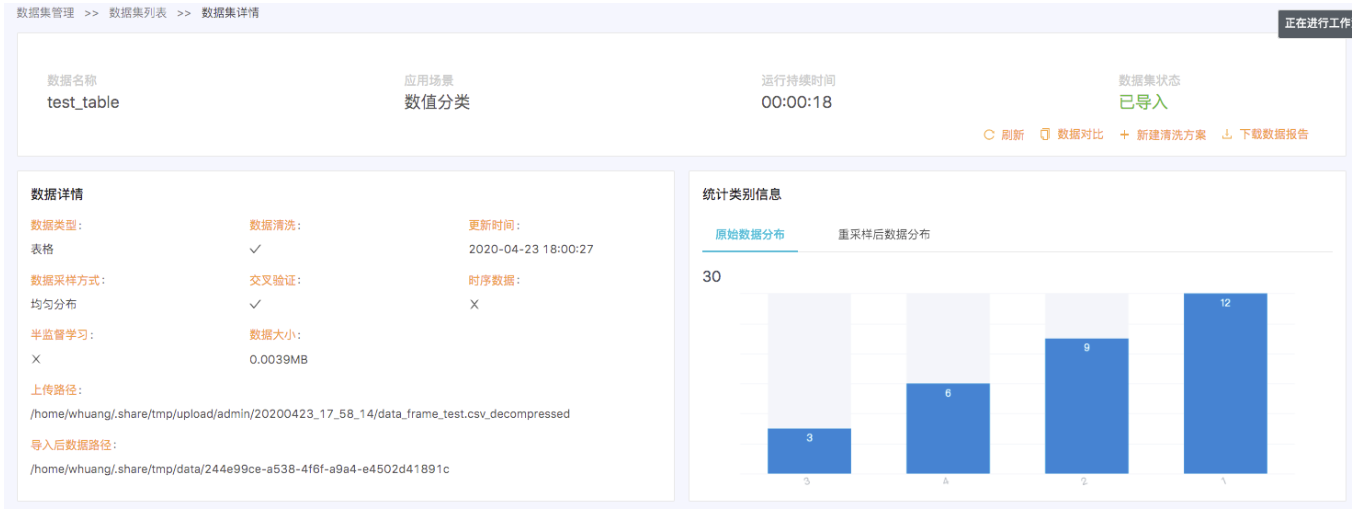 数据集管理 >> 数据集列表 >> 数据集详情
正在进行工作
数据名称 应用场景 运行持续时间 数据集状态
test_table 数值分类 00:00:18 已导入
刷新 数据对比 + 新建清洗方案 下载数据报告
数据详情
数据类型: 数据清洗: 更新时间:
表格 ✓ 2020-04-23 18:00:27
数据采样方式: 交叉验证: 时序数据:
均匀分布 ✓ X
半监督学习: 数据大小:
X 0.0039MB
上传路径:
/home/whuang/.share/tmp/upload/admin/20200423_17_58_14/data_frame_test.csv_decompressed
导入后数据路径:
/home/whuang/.share/tmp/data/244e99ce-a538-4f6f-a9a4-e4502d41891c
统计类别信息
原始数据分布 重采样后数据分布
30
12
9
6
3
3 4 2 1